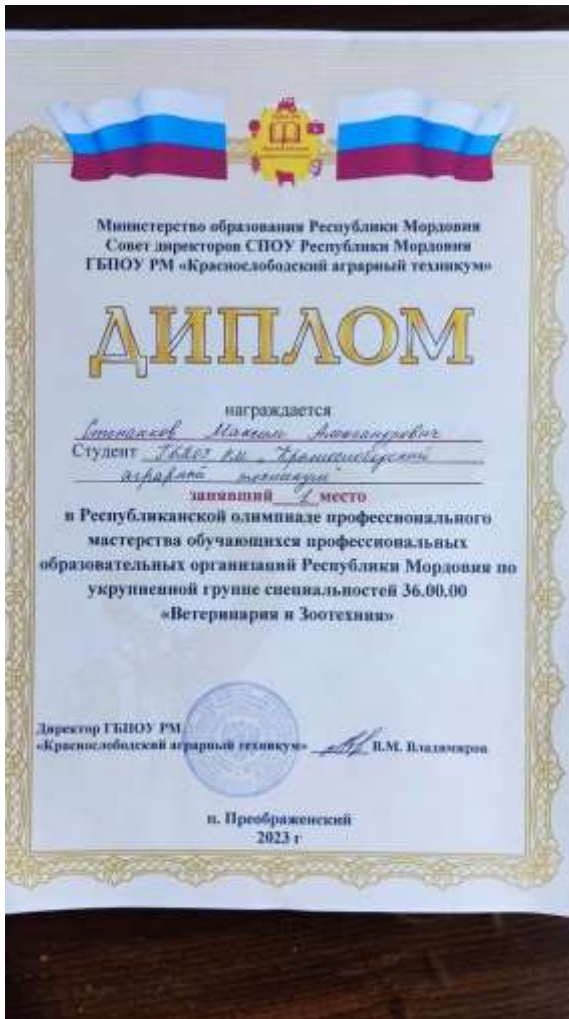 Министерство образования Республики Мордовия
Совет директоров СПОУ Республики Мордовия
ГБПОУ РМ «Краснослободский аграрный техникум»
ДИПЛОМ
награждается
Степанков Максим Александрович
Студент ГБПОУ РМ „Краснослободский
аграрный техникум"
занявший 1 место
в Республиканской олимпиаде профессионального
мастерства обучающихся профессиональных
образовательных организаций Республики Мордовия по
укрупненной группе специальностей 36.00.00
«Ветеринария и Зоотехния»
Директор ГБПОУ РМ
«Краснослободский аграрный техникум» В.М. Владимиров
п. Преображенский
2023 г